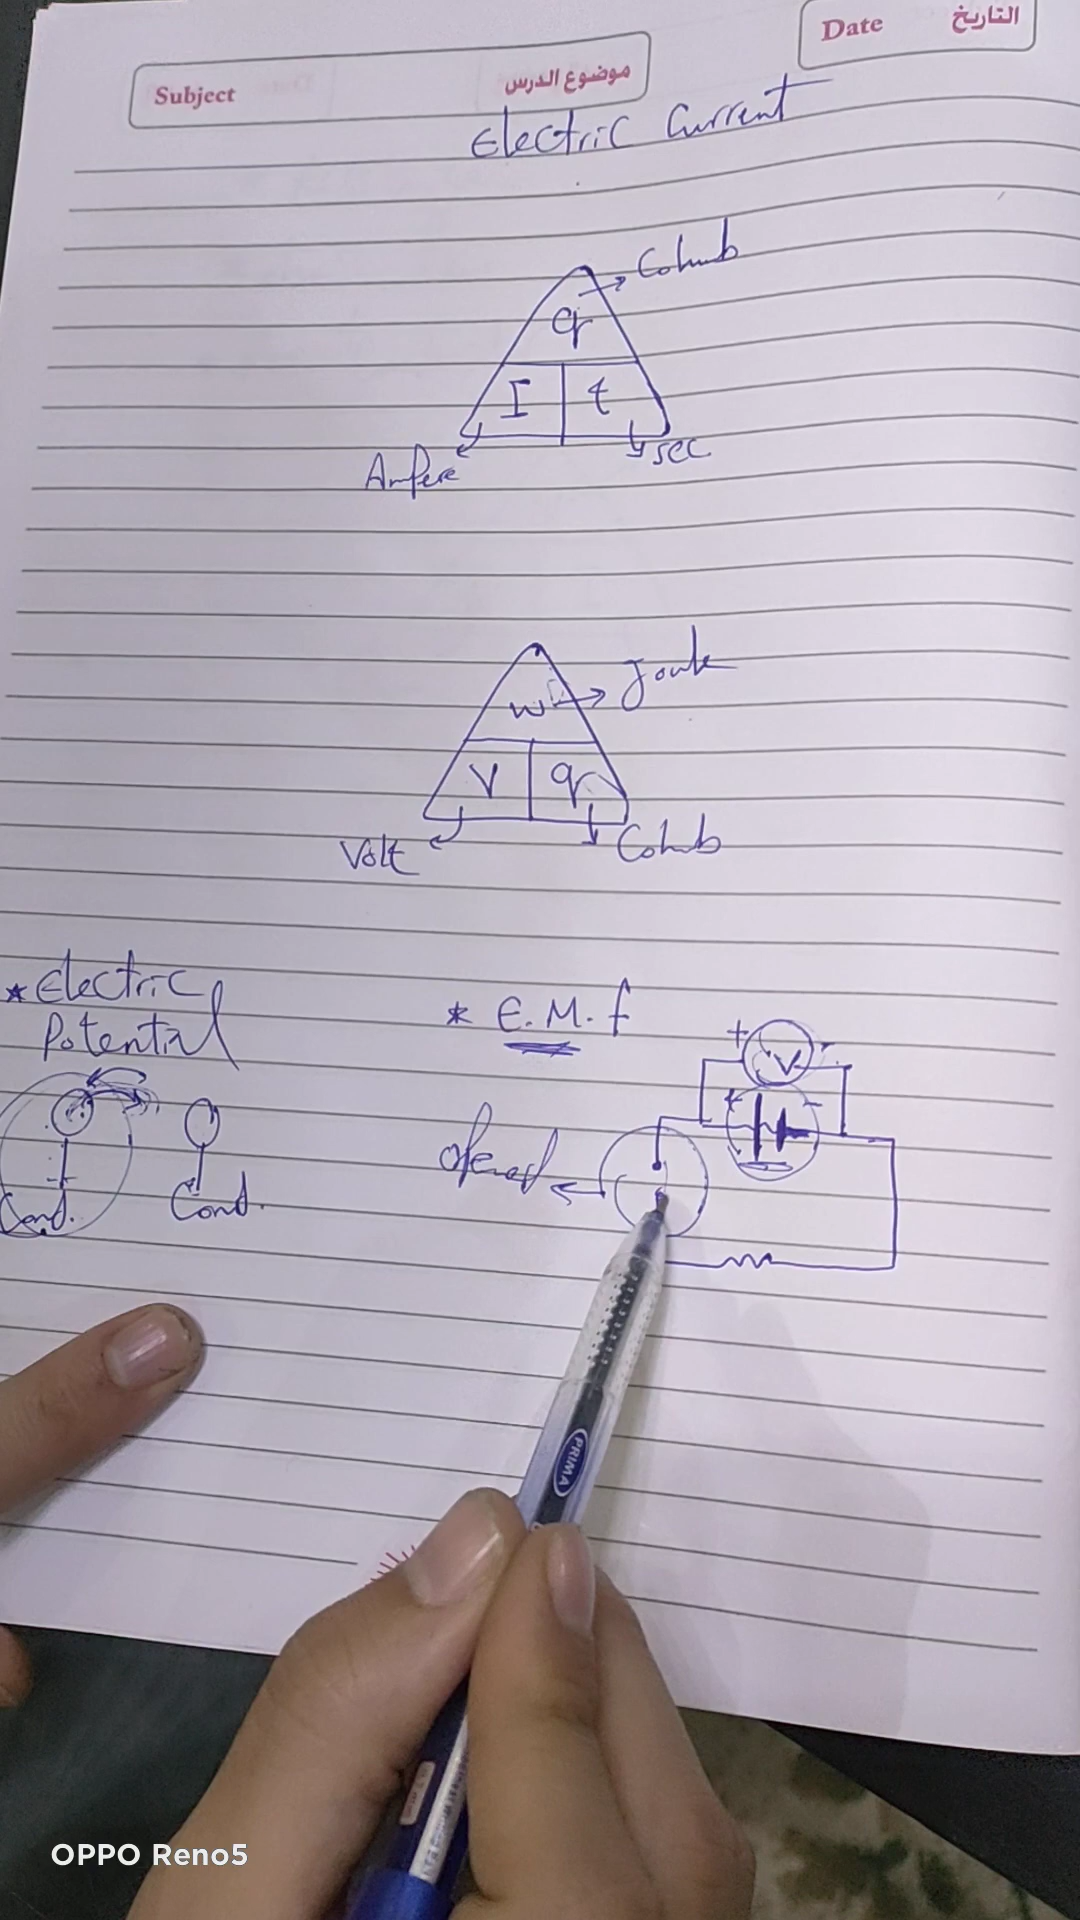 Date التاريخ
Subject موضوع الدرس
Electric Current
Columb
q
I t
Ampere
sec
w
Joule
V q
Volt
Columb
* Electric
Potential
* E.M.f
+ V -
+ -
opened
Cond. Cond.
PRIMA
OPPO Reno5